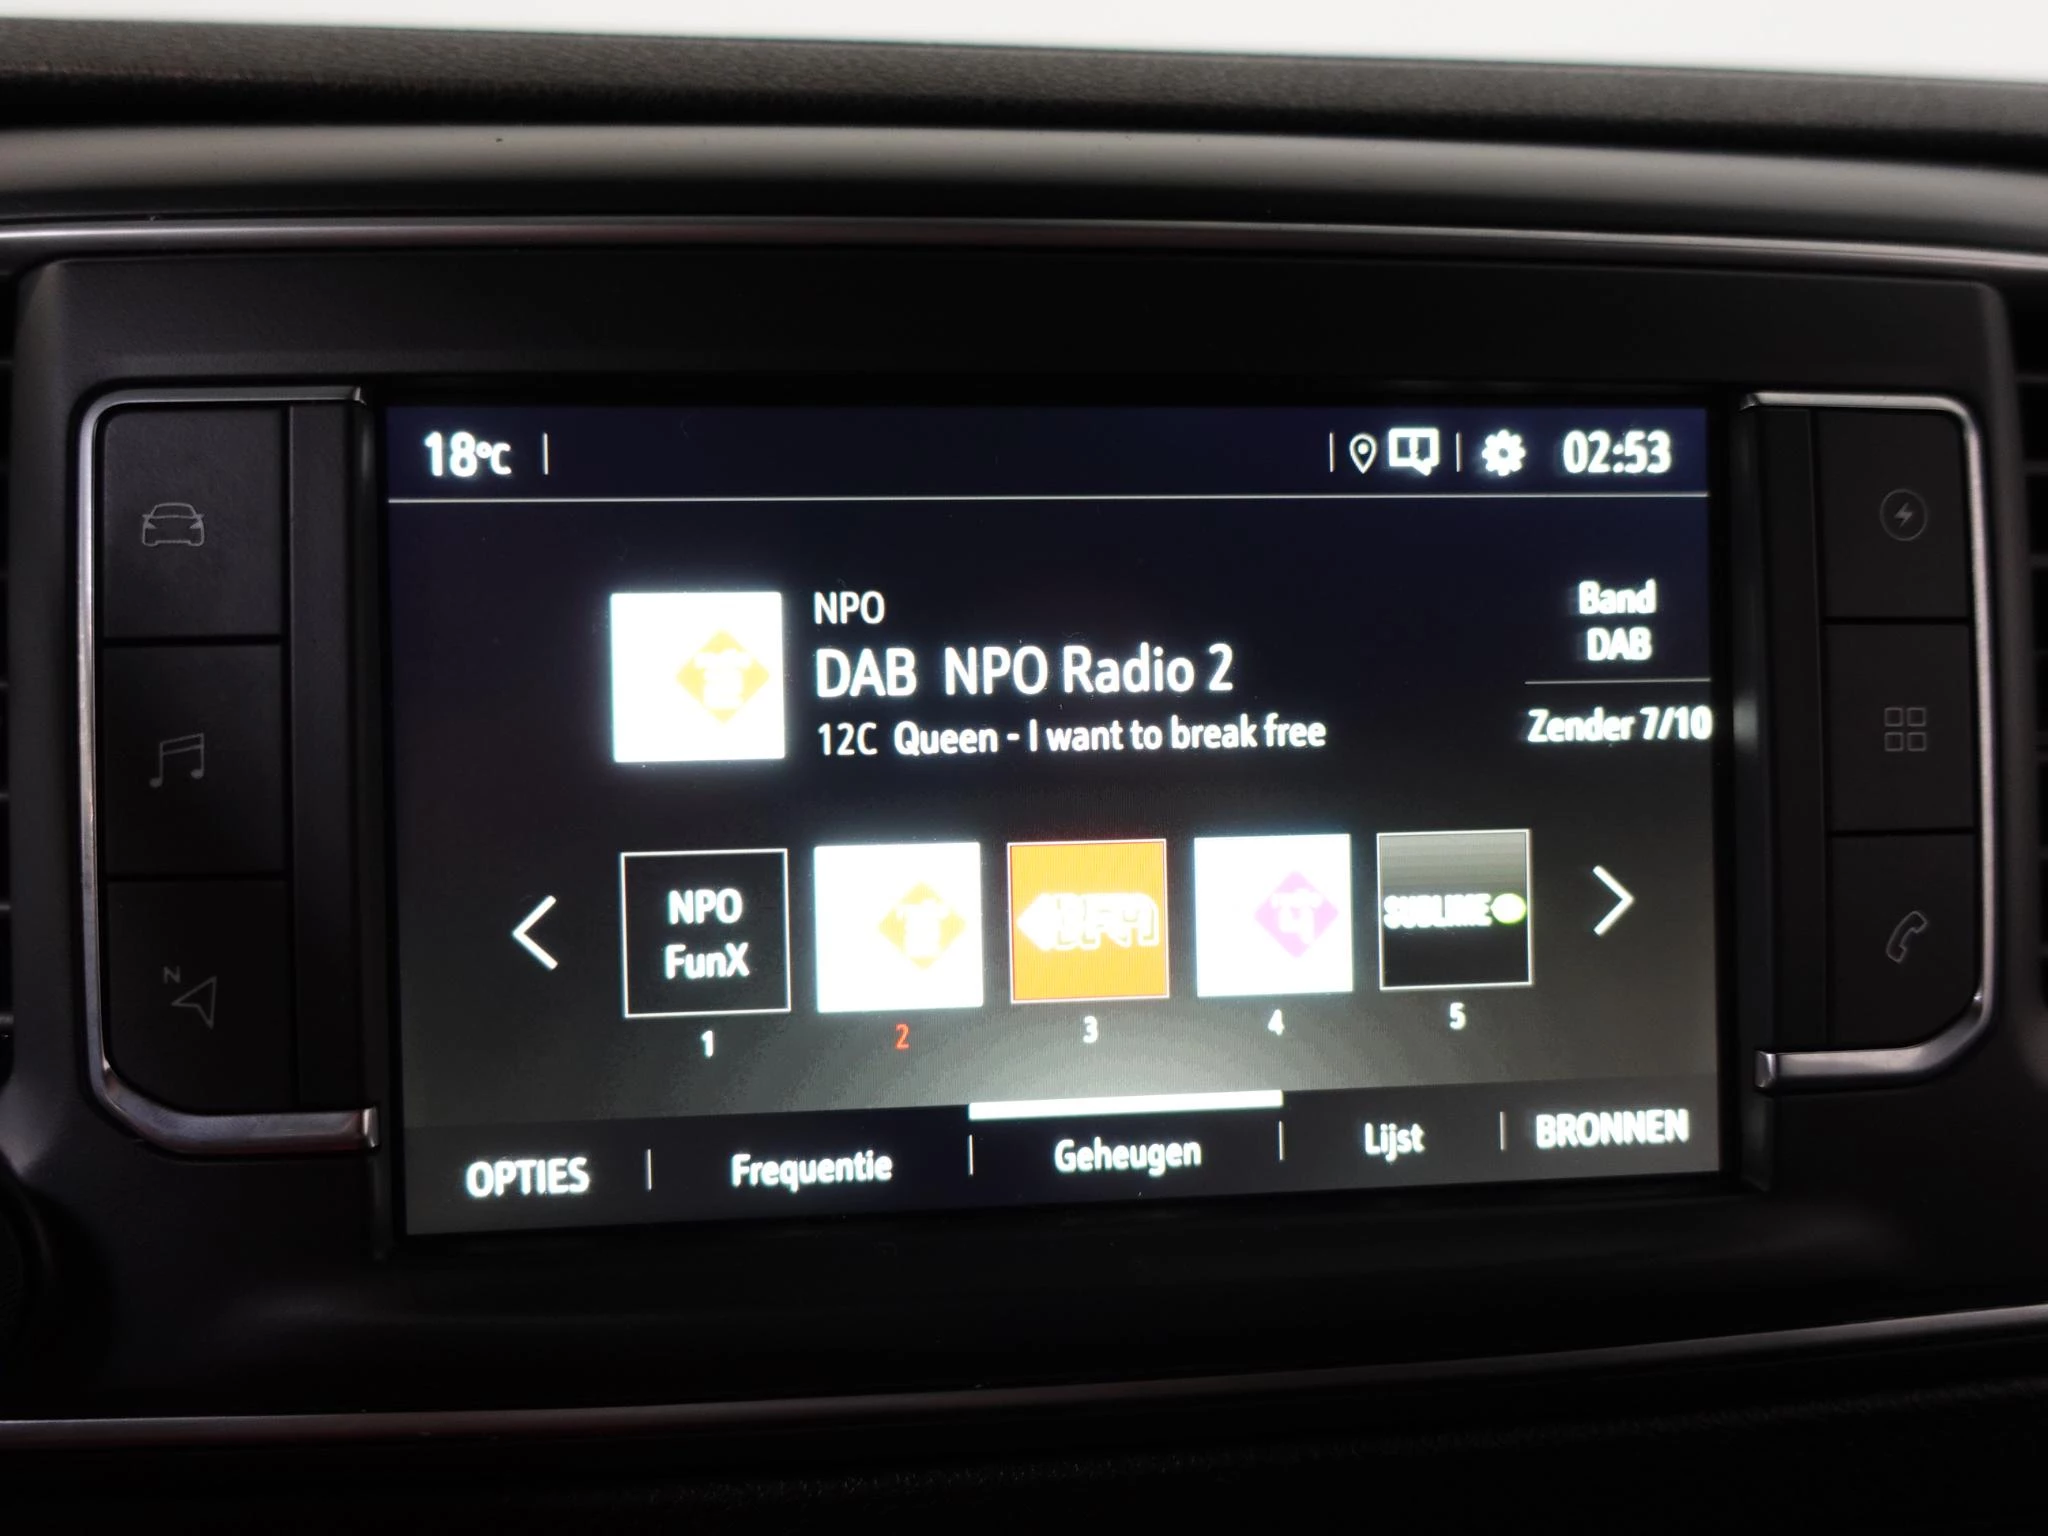 18°C
02:53
NPO
DAB NPO Radio 2
12C Queen - I want to break free
Band
DAB
Zender 7/10
NPO
FunX
SUBLIME
1
2
3
4
5
OPTIES
Frequentie
Geheugen
Lijst
BRONNEN
N